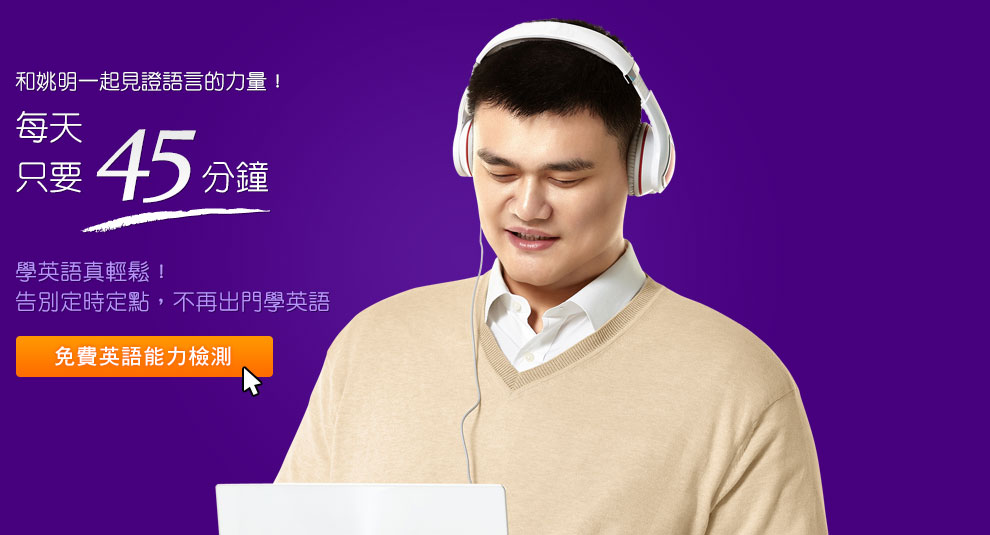 和姚明一起見證語言的力量！
每天
只要 45 分鐘
學英語真輕鬆！
告別定時定點，不再出門學英語
免費英語能力檢測